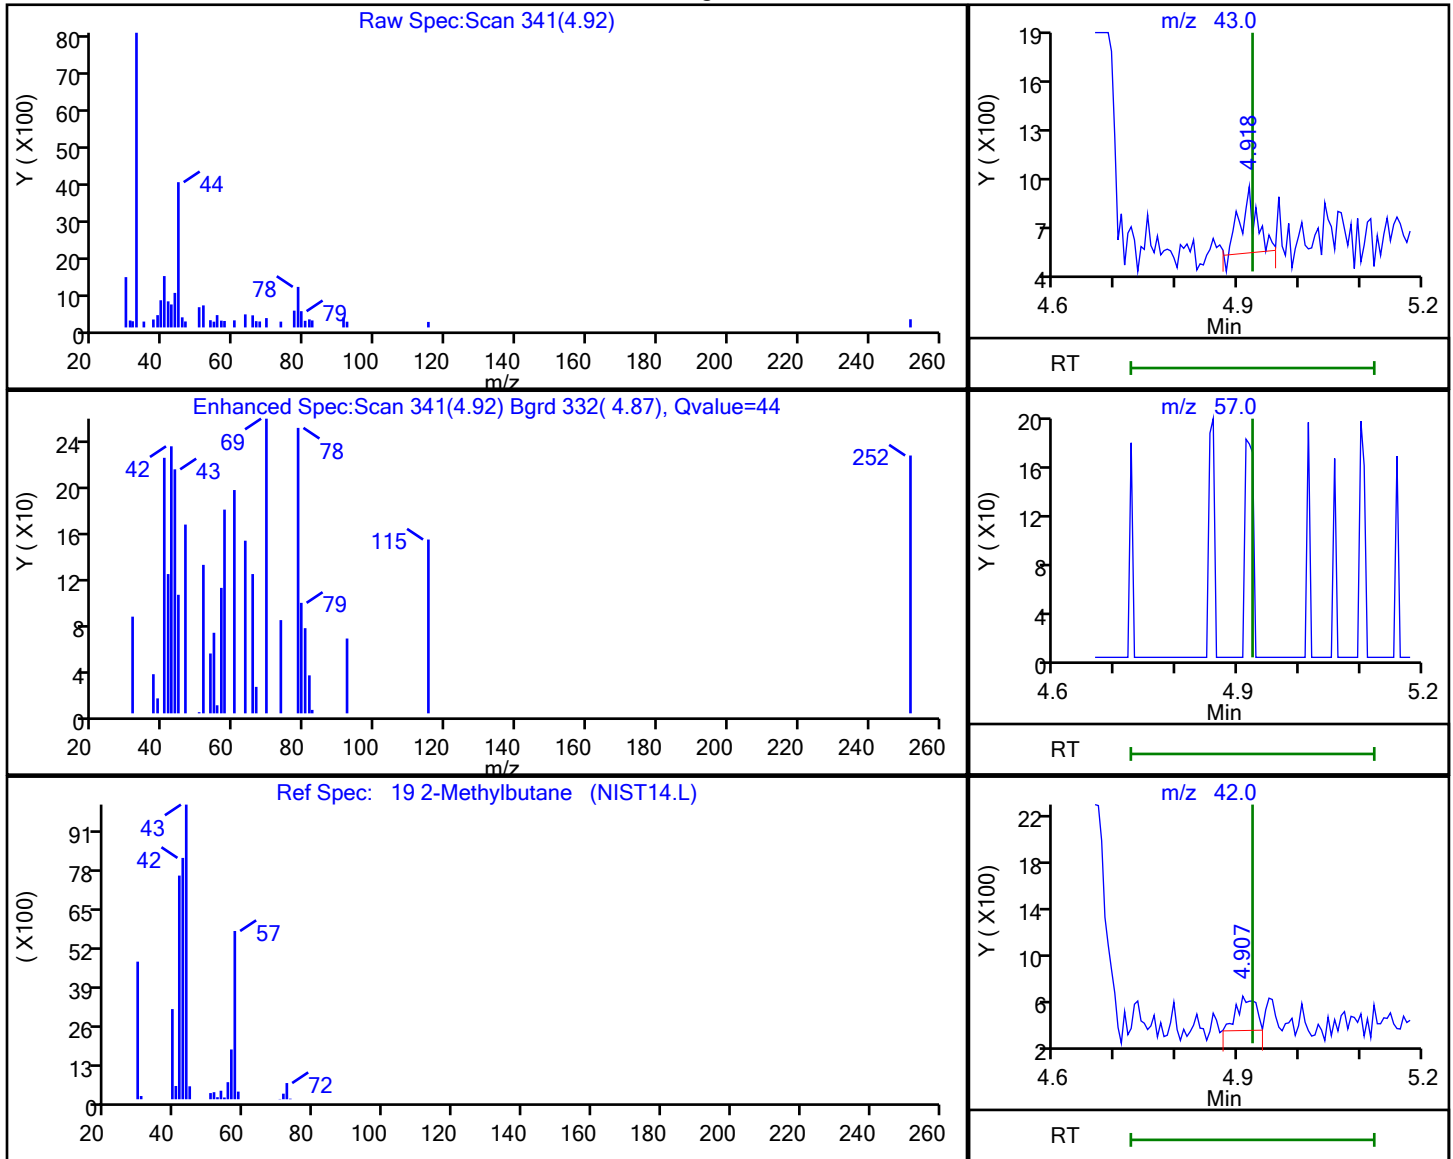 Raw Spec:Scan 341(4.92)
Y ( X100)
80
70
60
50
40
30
20
10
0
44
78
79
20 40 60 80 100 120 140 160 180 200 220 240 260
m/z
m/z 43.0
Y ( X100)
19
16
13
10
7
4
4.918
4.6 4.9 5.2
Min
RT
Enhanced Spec:Scan 341(4.92) Bgrd 332( 4.87), Qvalue=44
Y ( X10)
24
20
16
12
8
4
0
42
43
69
78
79
115
252
20 40 60 80 100 120 140 160 180 200 220 240 260
m/z
m/z 57.0
Y ( X10)
20
16
12
8
4
0
4.6 4.9 5.2
Min
RT
Ref Spec: 19 2-Methylbutane (NIST14.L)
( X100)
91
78
65
52
39
26
13
0
43
42
57
72
20 40 60 80 100 120 140 160 180 200 220 240 260
m/z 42.0
Y ( X100)
22
18
14
10
6
2
4.907
4.6 4.9 5.2
Min
RT